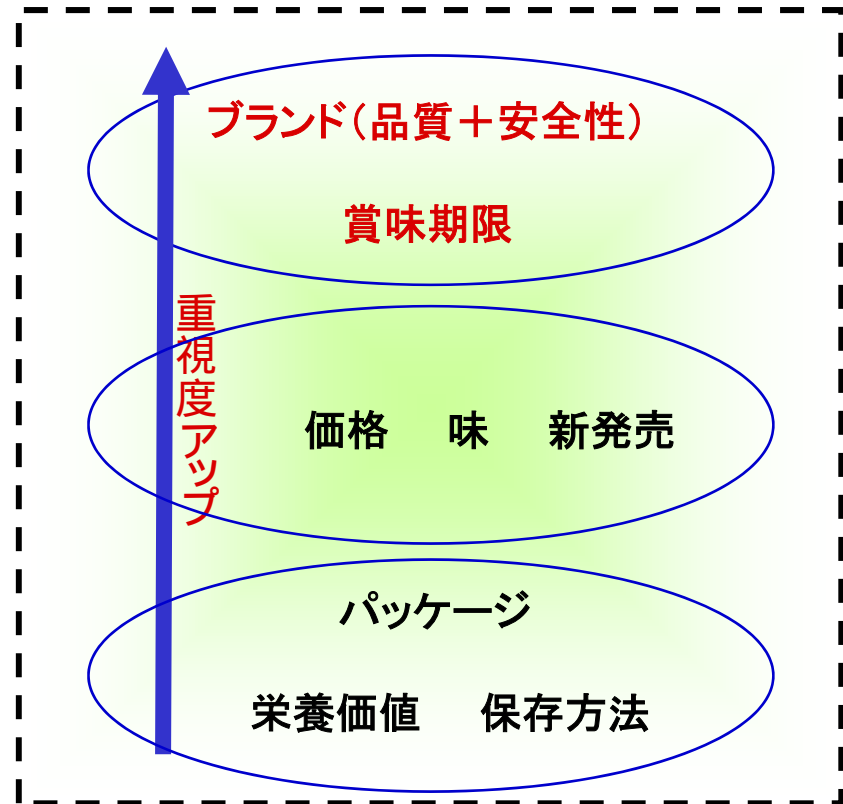 ブランド(品質+安全性)
賞味期限
重視度アップ
価格 味 新発売
パッケージ
栄養価値 保存方法